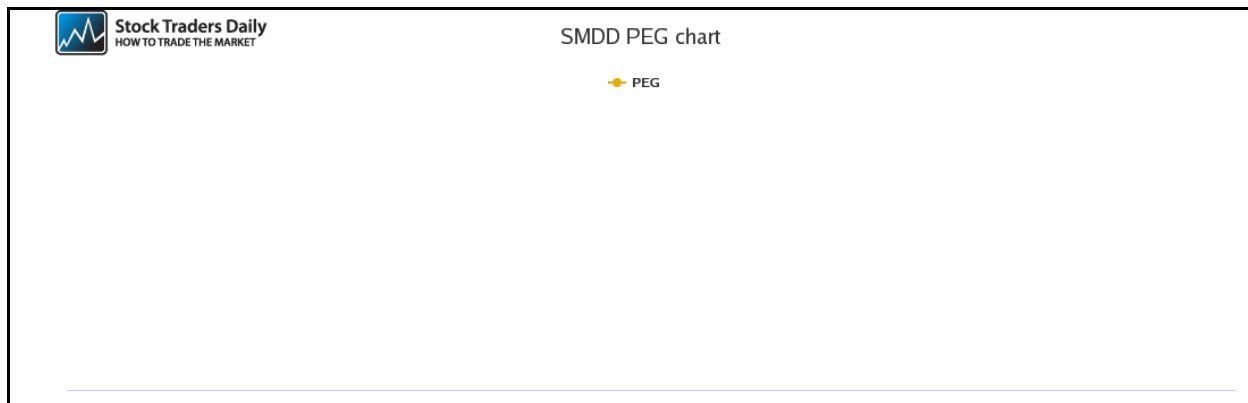 Stock Traders Daily
HOW TO TRADE THE MARKET
SMDD PEG chart
PEG